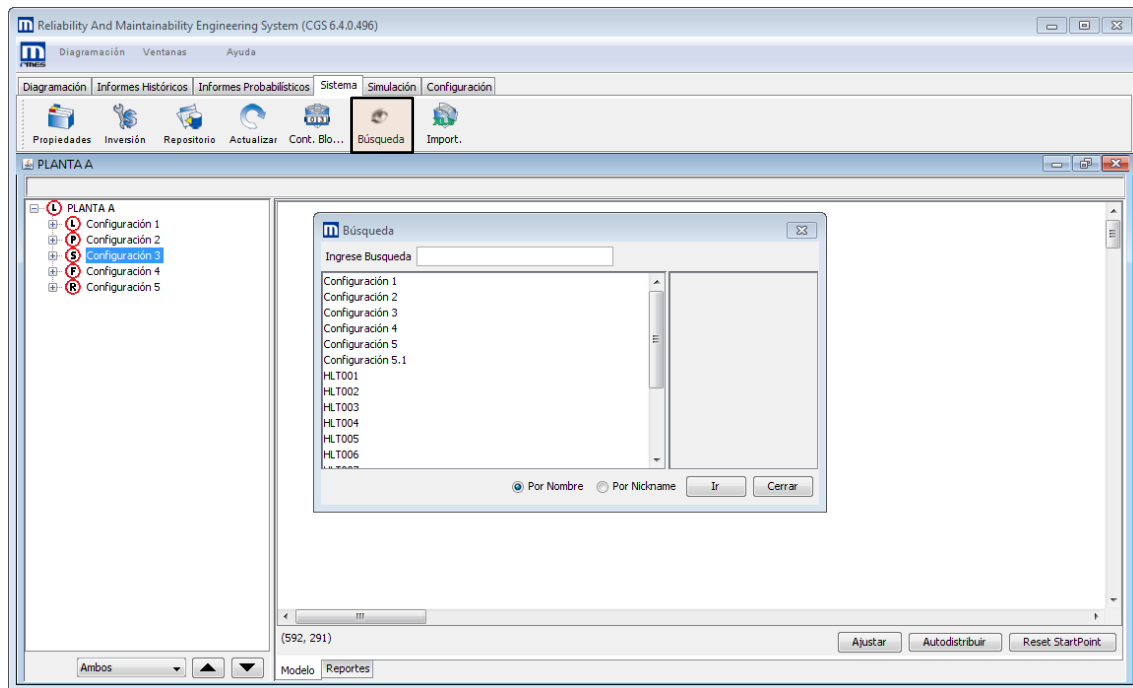 Reliability And Maintainability Engineering System (CGS 6.4.0.496)
Diagramación Ventanas Ayuda
RMES
Diagramación Informes Históricos Informes Probabilísticos Sistema Simulación Configuración
Propiedades Inversión Repositorio Actualizar Cont. Blo... Búsqueda Import.
PLANTA A
PLANTA A
L
L Configuración 1
P Configuración 2
S Configuración 3
F Configuración 4
R Configuración 5
Búsqueda
Ingrese Busqueda
Configuración 1
Configuración 2
Configuración 3
Configuración 4
Configuración 5
Configuración 5.1
HLT001
HLT002
HLT003
HLT004
HLT005
HLT006
Por Nombre Por Nickname Ir Cerrar
(592, 291)
Ajustar Autodistribuir Reset StartPoint
Ambos
Modelo Reportes